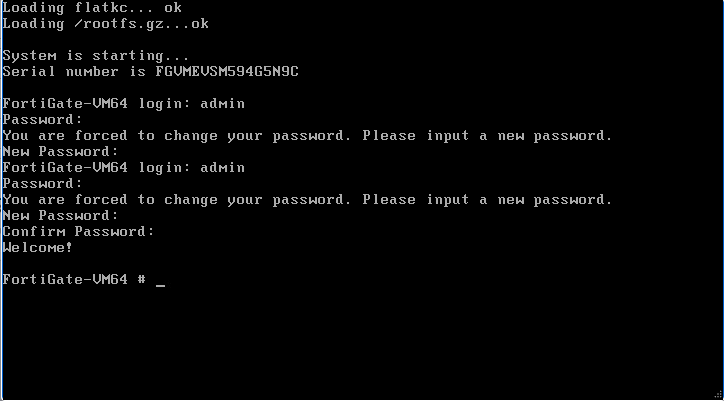 Loading flatkc... ok
Loading /rootfs.gz...ok
System is starting...
Serial number is FGVMEVSM594G5N9C
FortiGate-VM64 login: admin
Password:
You are forced to change your password. Please input a new password.
New Password:
FortiGate-VM64 login: admin
Password:
You are forced to change your password. Please input a new password.
New Password:
Confirm Password:
Welcome!
FortiGate-VM64 # _